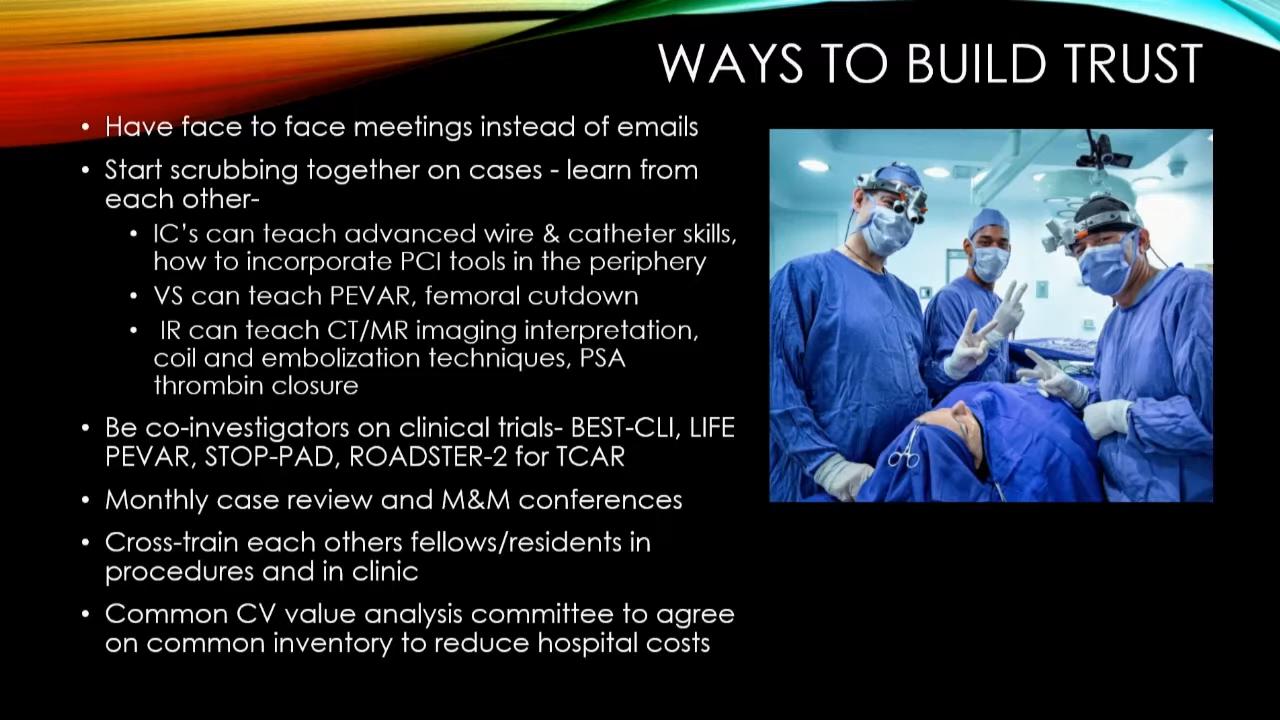 WAYS TO BUILD TRUST
• Have face to face meetings instead of emails
• Start scrubbing together on cases - learn from
each other-
• IC's can teach advanced wire & catheter skills,
how to incorporate PCI tools in the periphery
• VS can teach PEVAR, femoral cutdown
• IR can teach CT/MR imaging interpretation,
coil and embolization techniques, PSA
thrombin closure
• Be co-investigators on clinical trials- BEST-CLI, LIFE
PEVAR, STOP-PAD, ROADSTER-2 for TCAR
• Monthly case review and M&M conferences
• Cross-train each others fellows/residents in
procedures and in clinic
• Common CV value analysis committee to agree
on common inventory to reduce hospital costs